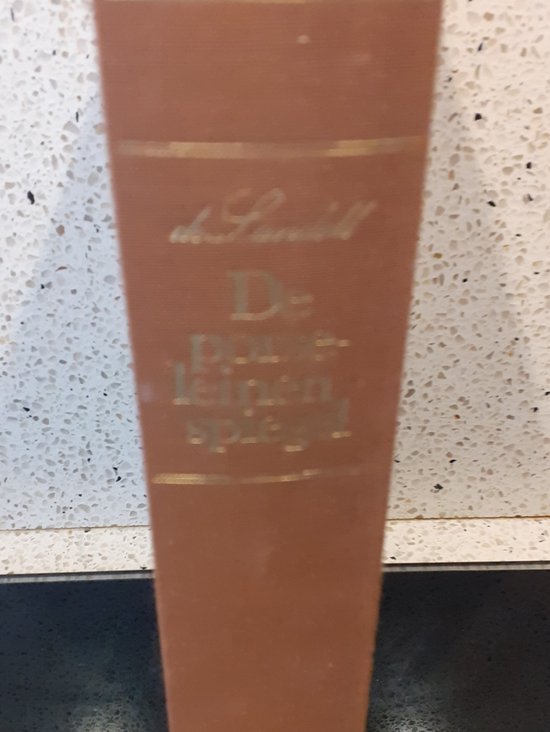 De
porse-
leinen
spiegel